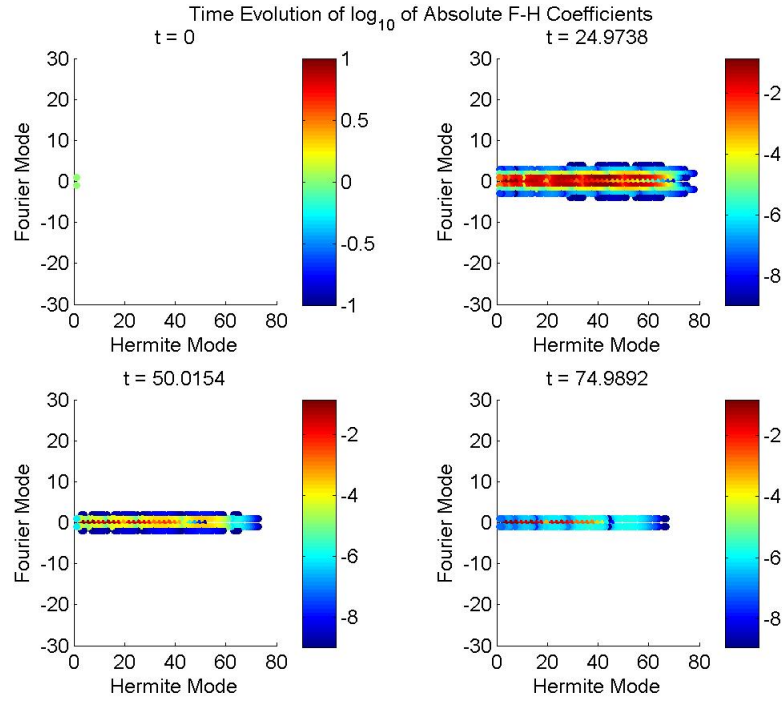 Time Evolution of log10 of Absolute F-H Coefficients
t = 0
30
20
10
0
-10
-20
-30
Fourier Mode
0 20 40 60 80
Hermite Mode
1
0.5
0
-0.5
-1
t = 24.9738
30
20
10
0
-10
-20
-30
Fourier Mode
0 20 40 60 80
Hermite Mode
-2
-4
-6
-8
t = 50.0154
30
20
10
0
-10
-20
-30
Fourier Mode
0 20 40 60 80
Hermite Mode
-2
-4
-6
-8
t = 74.9892
30
20
10
0
-10
-20
-30
Fourier Mode
0 20 40 60 80
Hermite Mode
-2
-4
-6
-8